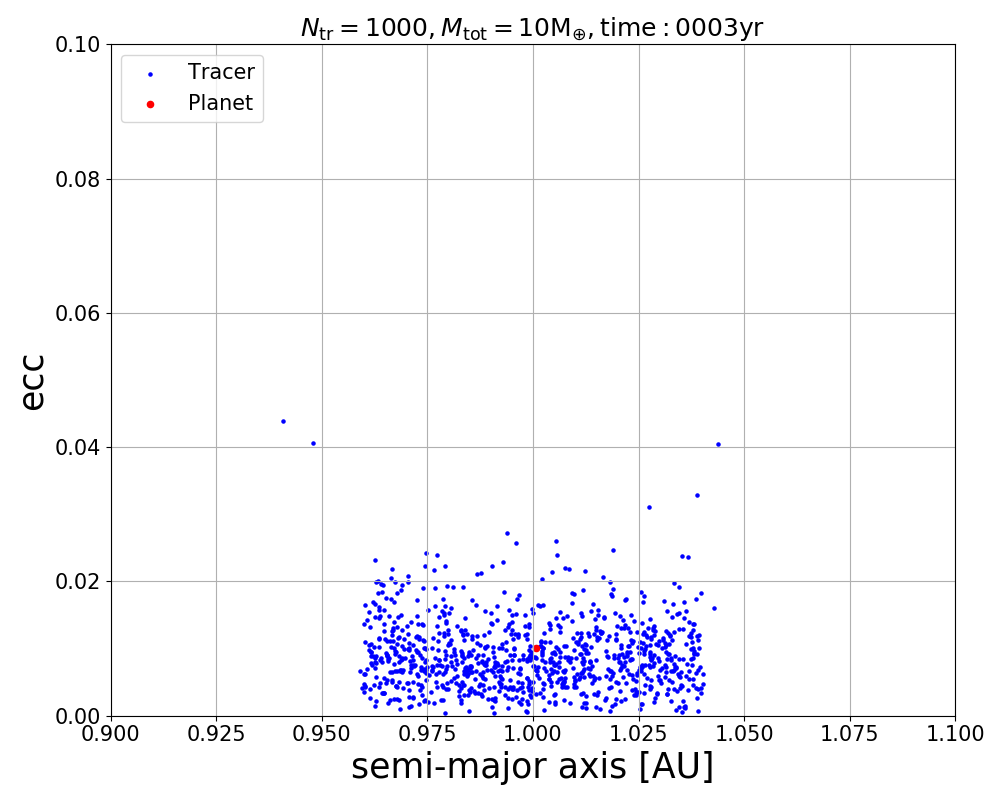 N_tr = 1000, M_tot = 10M_⊕, time : 0003yr
Tracer
Planet
0.10
0.08
0.06
0.04
0.02
0.00
ecc
0.900 0.925 0.950 0.975 1.000 1.025 1.050 1.075 1.100
semi-major axis [AU]